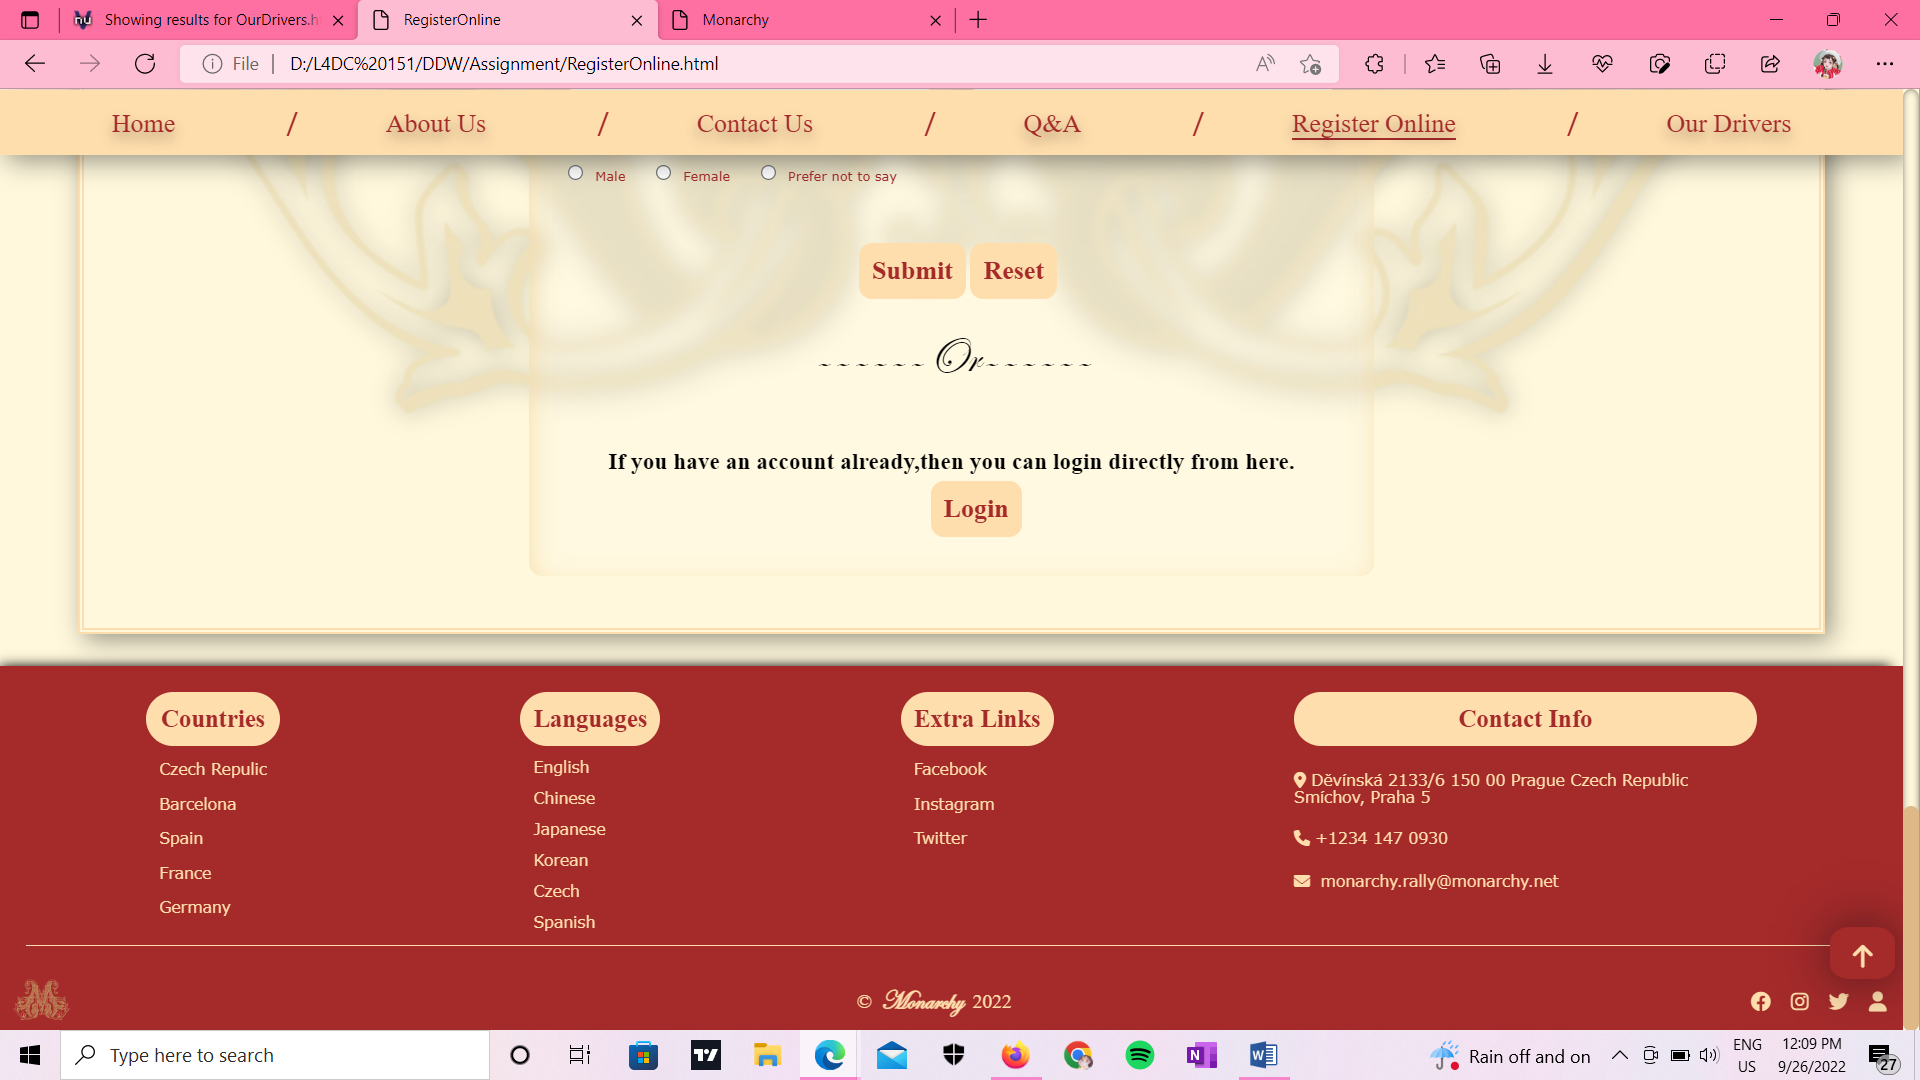 Showing results for OurDrivers.h
RegisterOnline
Monarchy
File
D:/L4DC%20151/DDW/Assignment/RegisterOnline.html
Home / About Us / Contact Us / Q&A / Register Online / Our Drivers
Male Female Prefer not to say
Submit Reset
------ Or------
If you have an account already,then you can login directly from here.
Login
Countries
Czech Repulic
Barcelona
Spain
France
Germany
Languages
English
Chinese
Japanese
Korean
Czech
Spanish
Extra Links
Facebook
Instagram
Twitter
Contact Info
Děvínská 2133/6 150 00 Prague Czech Republic
Smíchov, Praha 5
+1234 147 0930
monarchy.rally@monarchy.net
© Monarchy 2022
Type here to search
Rain off and on
ENG
US
12:09 PM
9/26/2022
27